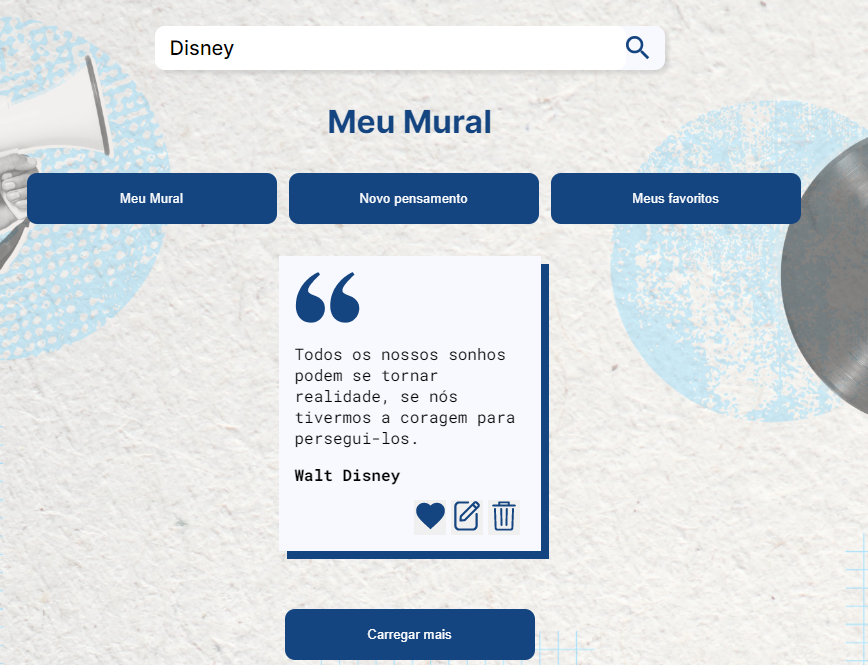 Disney
Meu Mural
Meu Mural
Novo pensamento
Meus favoritos
“
Todos os nossos sonhos
podem se tornar
realidade, se nós
tivermos a coragem para
persegui-los.
Walt Disney
Carregar mais